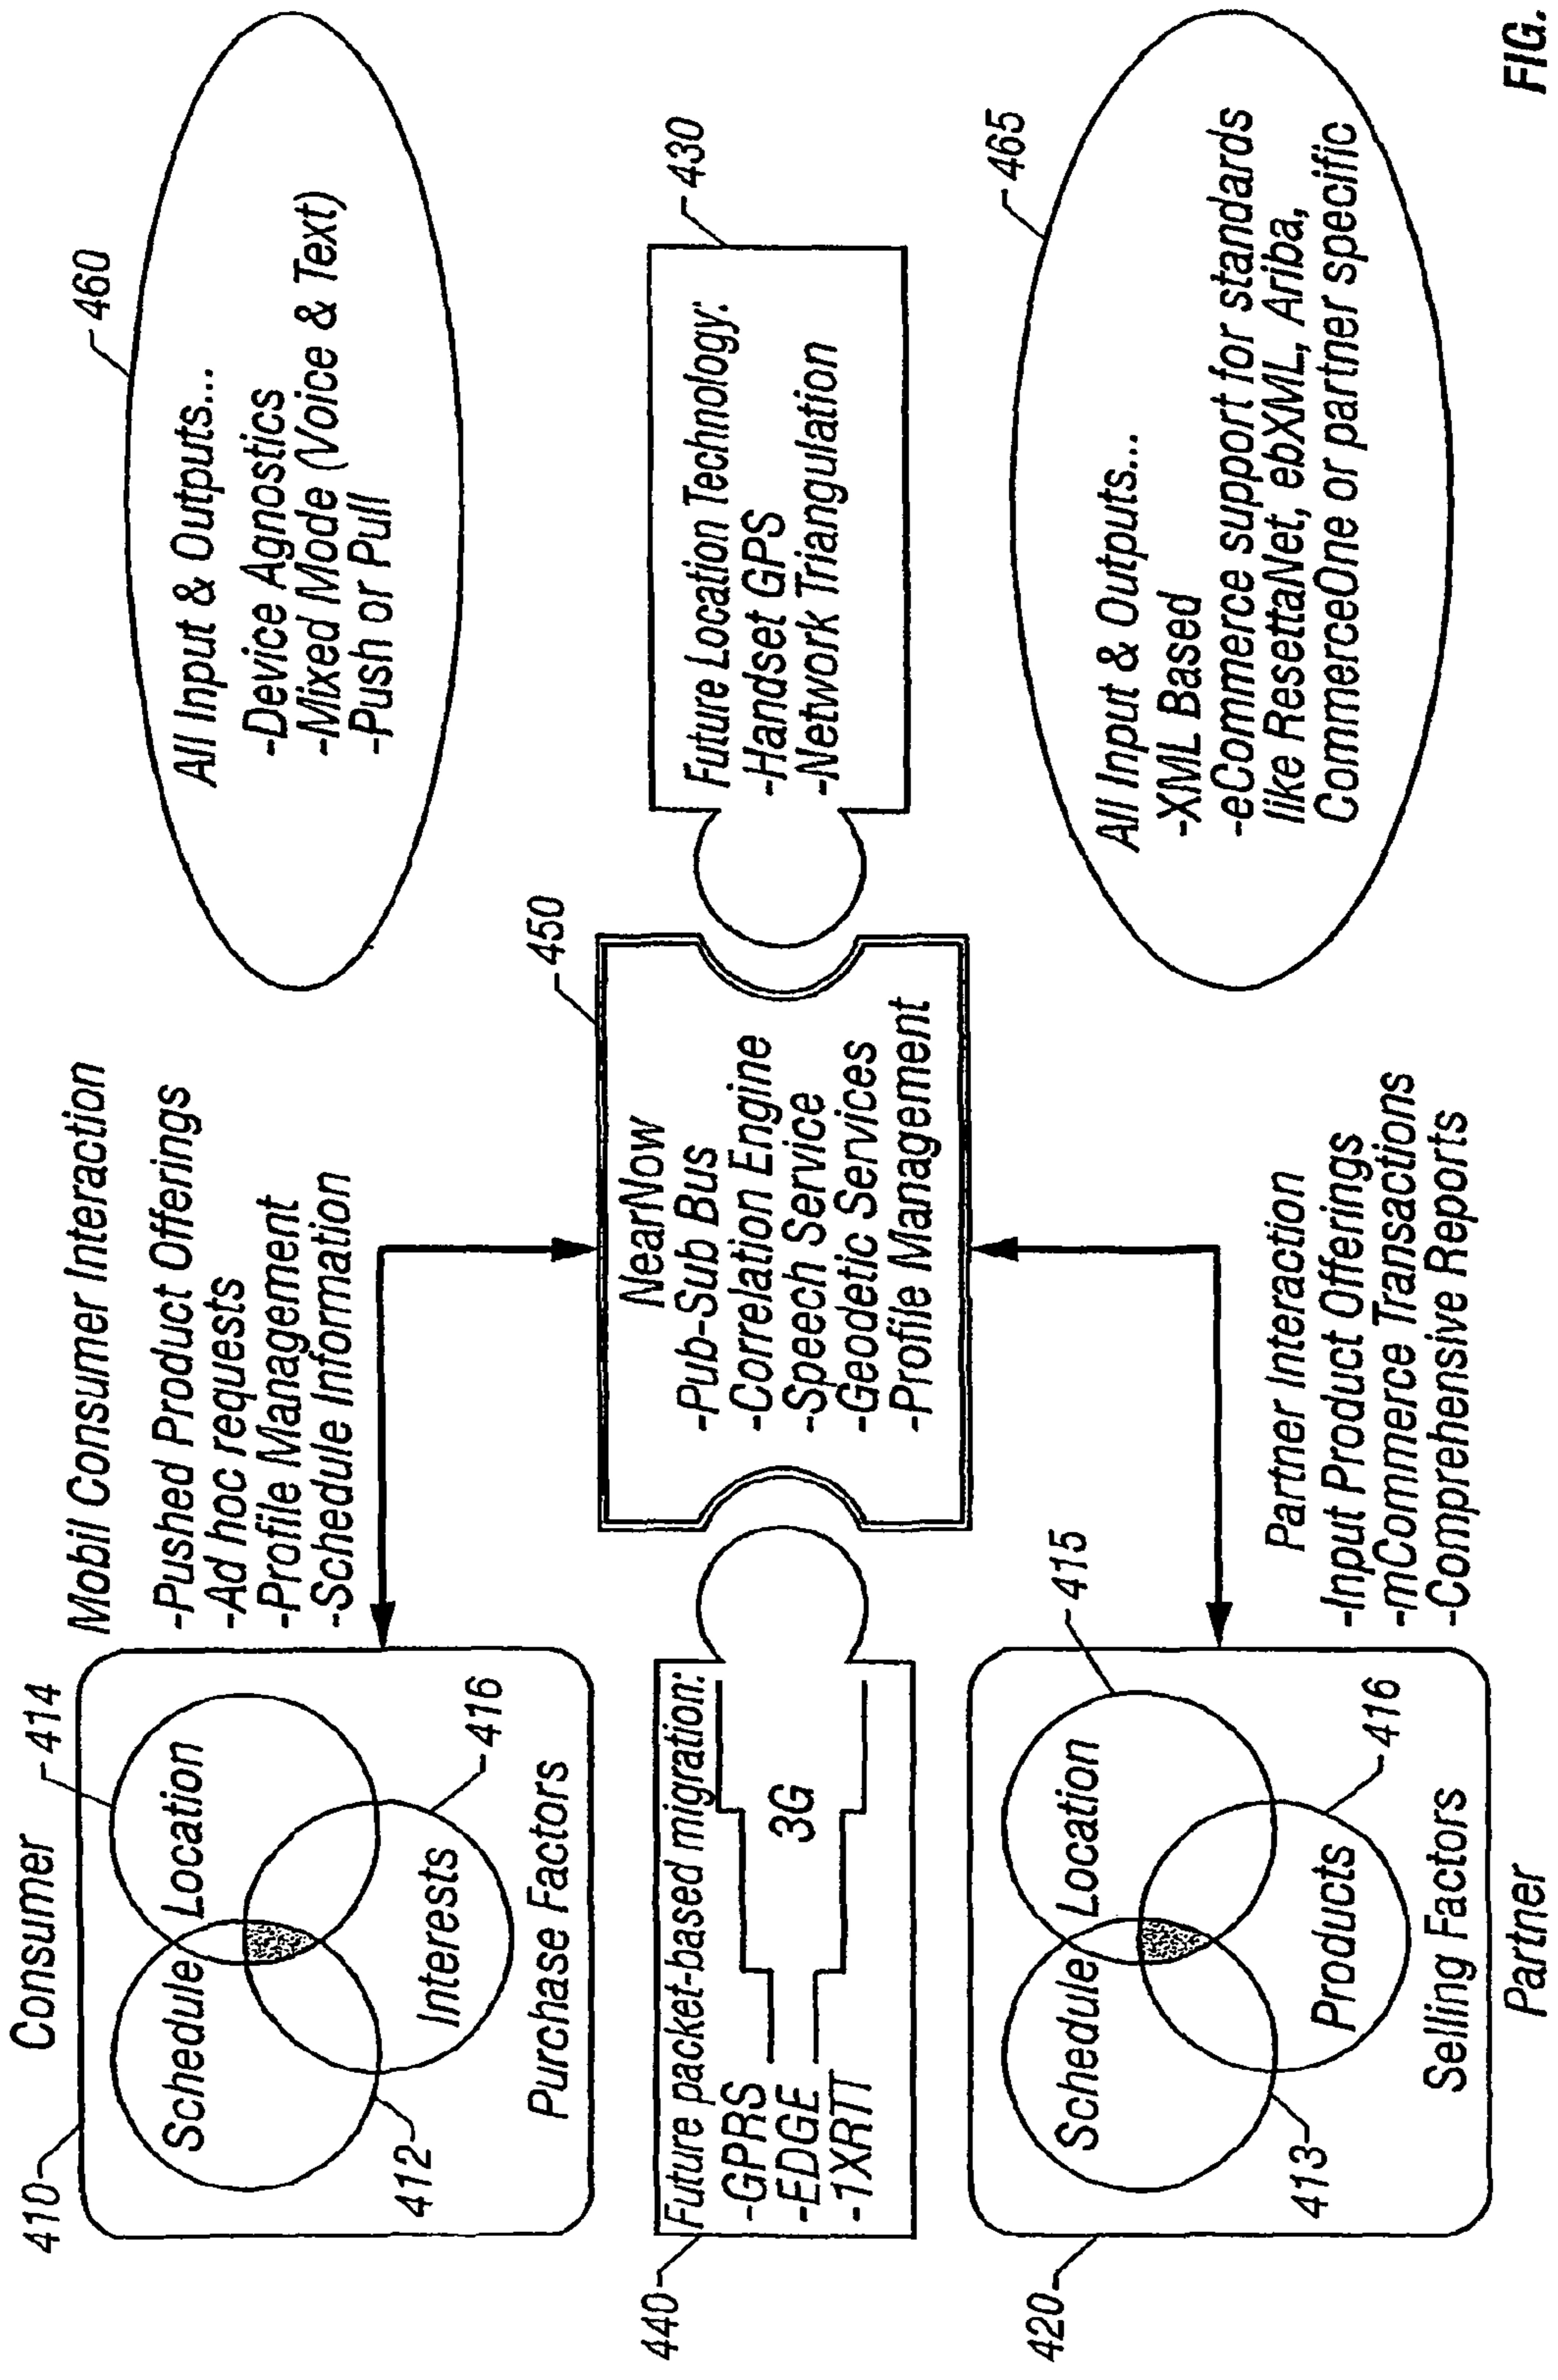 Consumer
410
414
Schedule
Location
Interests
412
416
Purchase Factors
Mobil Consumer Interaction
-Pushed Product Offerings
-Ad hoc requests
-Profile Management
-Schedule Information
460
All Input & Outputs...
-Device Agnostics
-Mixed Mode (Voice & Text)
-Push or Pull
440
Future packet-based migration:
-GPRS
-EDGE
-1XRTT
3G
450
NearNow
-Pub-Sub Bus
-Correlation Engine
-Speech Service
-Geodetic Services
-Profile Management
430
Future Location Technology:
-Handset GPS
-Network Triangulation
420
415
Schedule
Location
Products
413
416
Selling Factors
Partner
Partner Interaction
-Input Product Offerings
-mCommerce Transactions
-Comprehensive Reports
465
All Input & Outputs...
-XML Based
-eCommerce support for standards
like ResettaNet, ebXML, Ariba,
CommerceOne or partner specific
FIG.